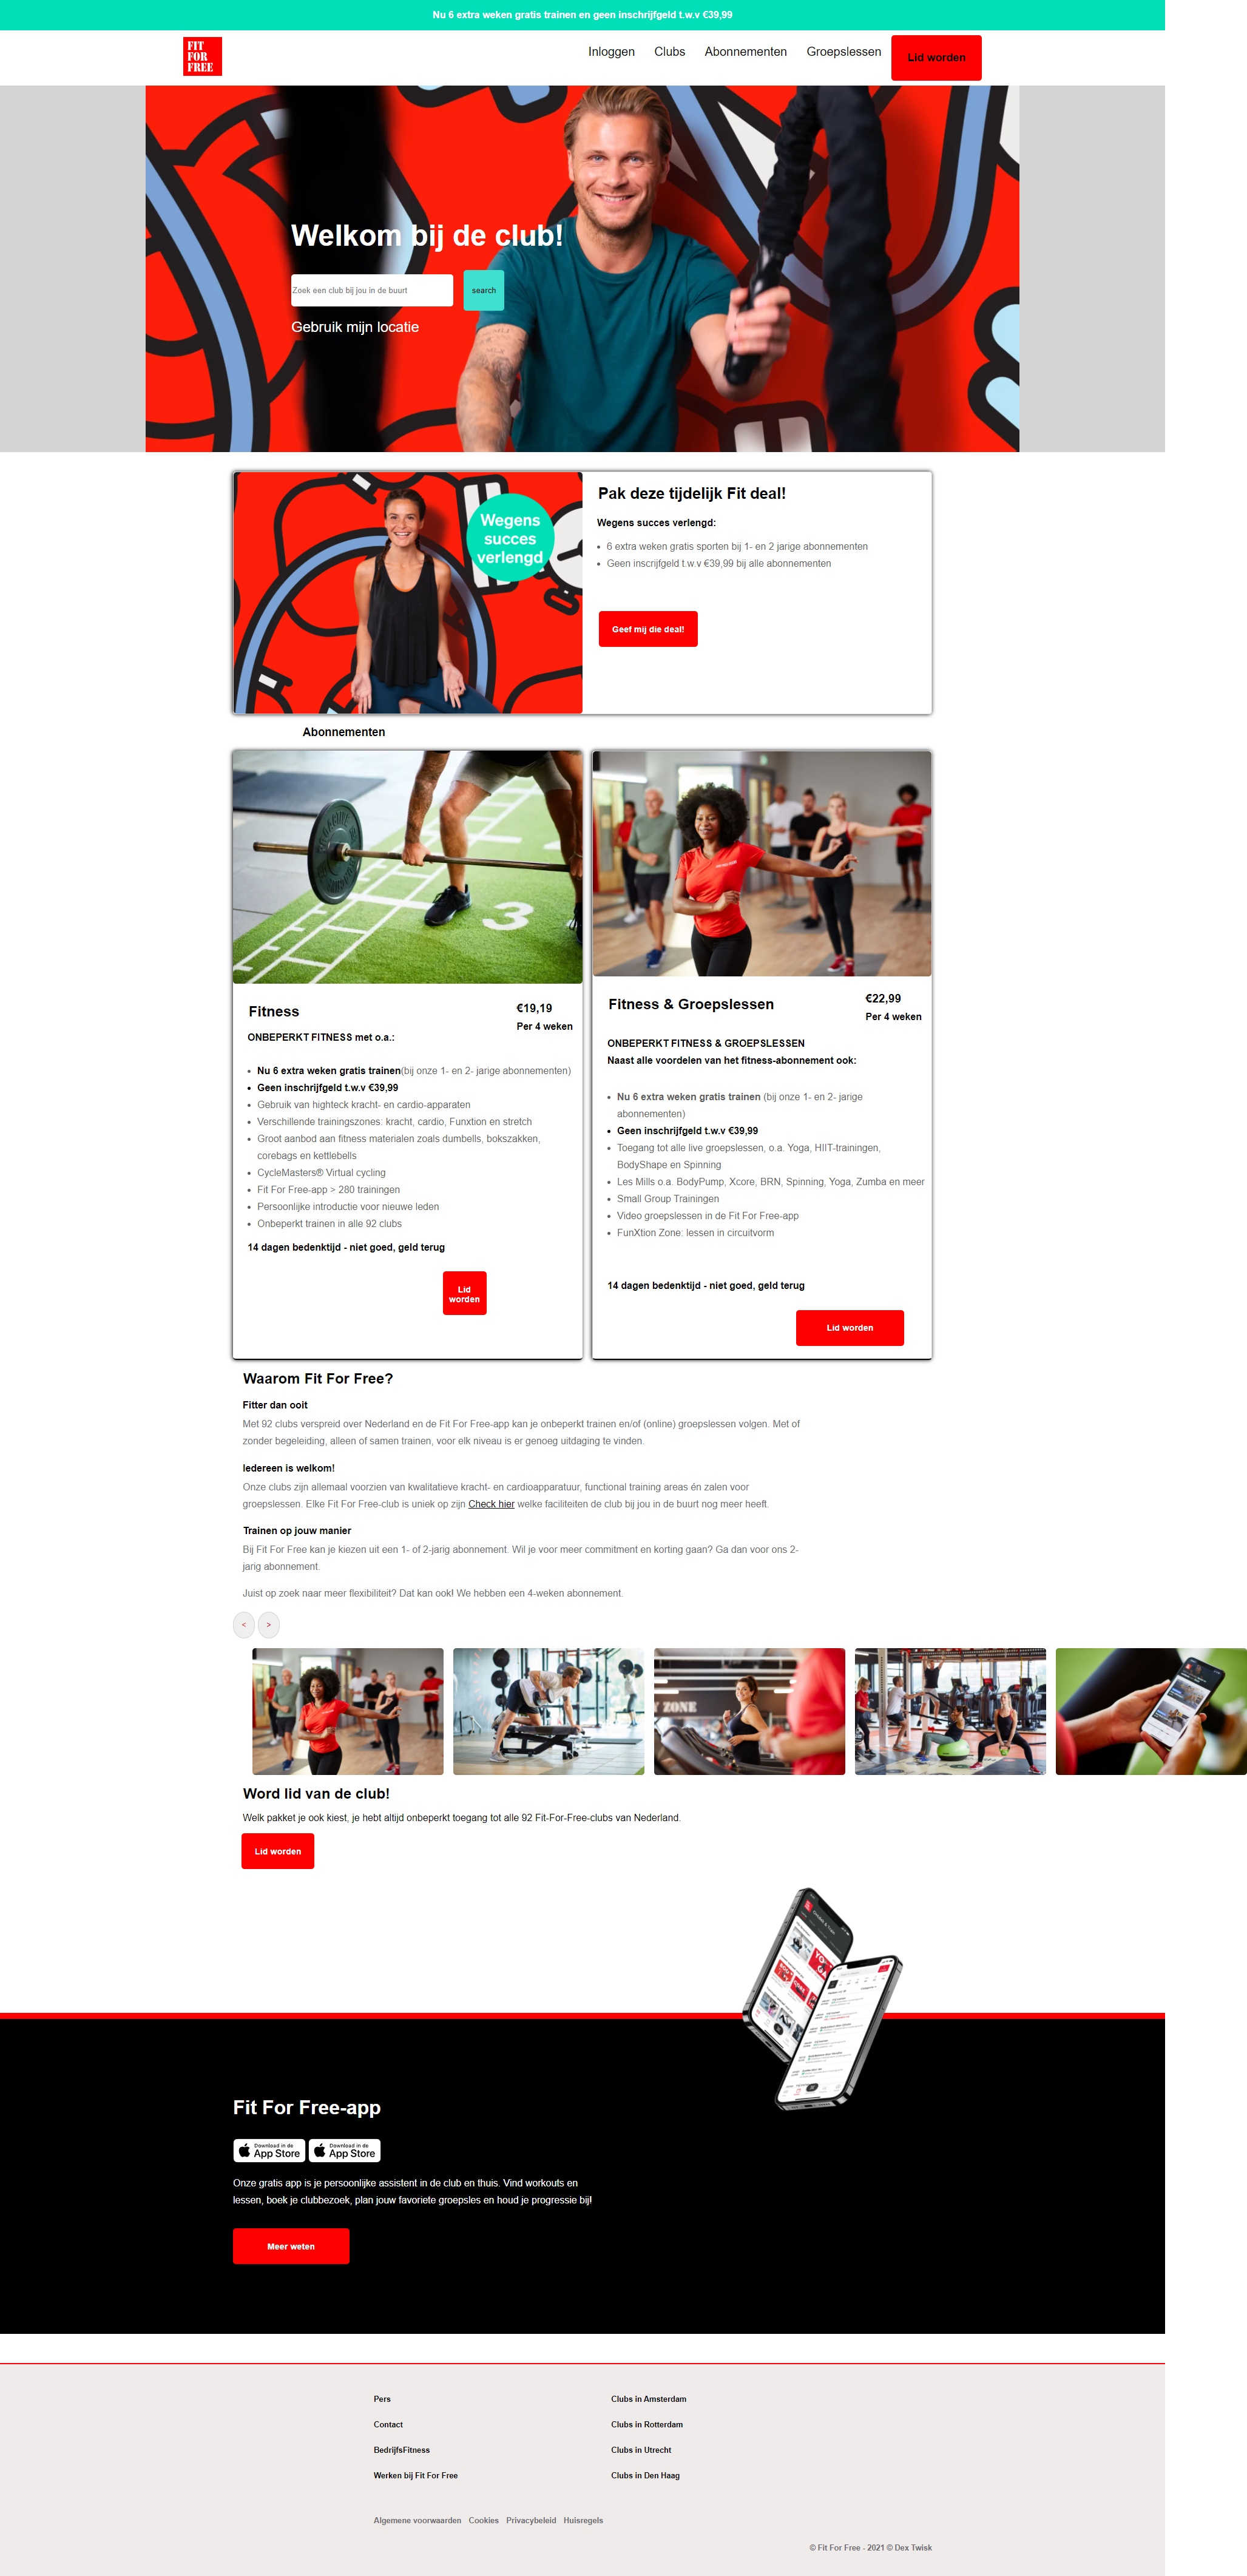 Nu 6 extra weken gratis trainen en geen inschrijfgeld t.w.v €39,99
FIT
FOR
FREE
Inloggen Clubs Abonnementen Groepslessen Lid worden
Welkom bij de club!
Zoek een club bij jou in de buurt search
Gebruik mijn locatie
Wegens
succes
verlengd
Pak deze tijdelijk Fit deal!
Wegens succes verlengd:
6 extra weken gratis sporten bij 1- en 2 jarige abonnementen
Geen inscrijfgeld t.w.v €39,99 bij alle abonnementen
Geef mij die deal!
Abonnementen
3
Fitness
€19,19
Per 4 weken
ONBEPERKT FITNESS met o.a.:
Nu 6 extra weken gratis trainen(bij onze 1- en 2- jarige abonnementen)
Geen inschrijfgeld t.w.v €39,99
Gebruik van highteck kracht- en cardio-apparaten
Verschillende trainingszones: kracht, cardio, Funxtion en stretch
Groot aanbod aan fitness materialen zoals dumbells, bokszakken,
corebags en kettlebells
CycleMasters® Virtual cycling
Fit For Free-app > 280 trainingen
Persoonlijke introductie voor nieuwe leden
Onbeperkt trainen in alle 92 clubs
14 dagen bedenktijd - niet goed, geld terug
Lid
worden
Fitness & Groepslessen
€22,99
Per 4 weken
ONBEPERKT FITNESS & GROEPSLESSEN
Naast alle voordelen van het fitness-abonnement ook:
Nu 6 extra weken gratis trainen (bij onze 1- en 2- jarige
abonnementen)
Geen inschrijfgeld t.w.v €39,99
Toegang tot alle live groepslessen, o.a. Yoga, HIIT-trainingen,
BodyShape en Spinning
Les Mills o.a. BodyPump, Xcore, BRN, Spinning, Yoga, Zumba en meer
Small Group Trainingen
Video groepslessen in de Fit For Free-app
FunXtion Zone: lessen in circuitvorm
14 dagen bedenktijd - niet goed, geld terug
Lid worden
Waarom Fit For Free?
Fitter dan ooit
Met 92 clubs verspreid over Nederland en de Fit For Free-app kan je onbeperkt trainen en/of (online) groepslessen volgen. Met of
zonder begeleiding, alleen of samen trainen, voor elk niveau is er genoeg uitdaging te vinden.
Iedereen is welkom!
Onze clubs zijn allemaal voorzien van kwalitatieve kracht- en cardioapparatuur, functional training areas én zalen voor
groepslessen. Elke Fit For Free-club is uniek op zijn Check hier welke faciliteiten de club bij jou in de buurt nog meer heeft.
Trainen op jouw manier
Bij Fit For Free kan je kiezen uit een 1- of 2-jarig abonnement. Wil je voor meer commitment en korting gaan? Ga dan voor ons 2-
jarig abonnement.
Juist op zoek naar meer flexibiliteit? Dat kan ook! We hebben een 4-weken abonnement.
< >
ZONE
Word lid van de club!
Welk pakket je ook kiest, je hebt altijd onbeperkt toegang tot alle 92 Fit-For-Free-clubs van Nederland.
Lid worden
Fit For Free-app
Download in de
App Store
Download in de
App Store
Onze gratis app is je persoonlijke assistent in de club en thuis. Vind workouts en
lessen, boek je clubbezoek, plan jouw favoriete groepsles en houd je progressie bij!
Meer weten
Pers
Contact
BedrijfsFitness
Werken bij Fit For Free
Clubs in Amsterdam
Clubs in Rotterdam
Clubs in Utrecht
Clubs in Den Haag
Algemene voorwaarden Cookies Privacybeleid Huisregels
© Fit For Free - 2021 © Dex Twisk